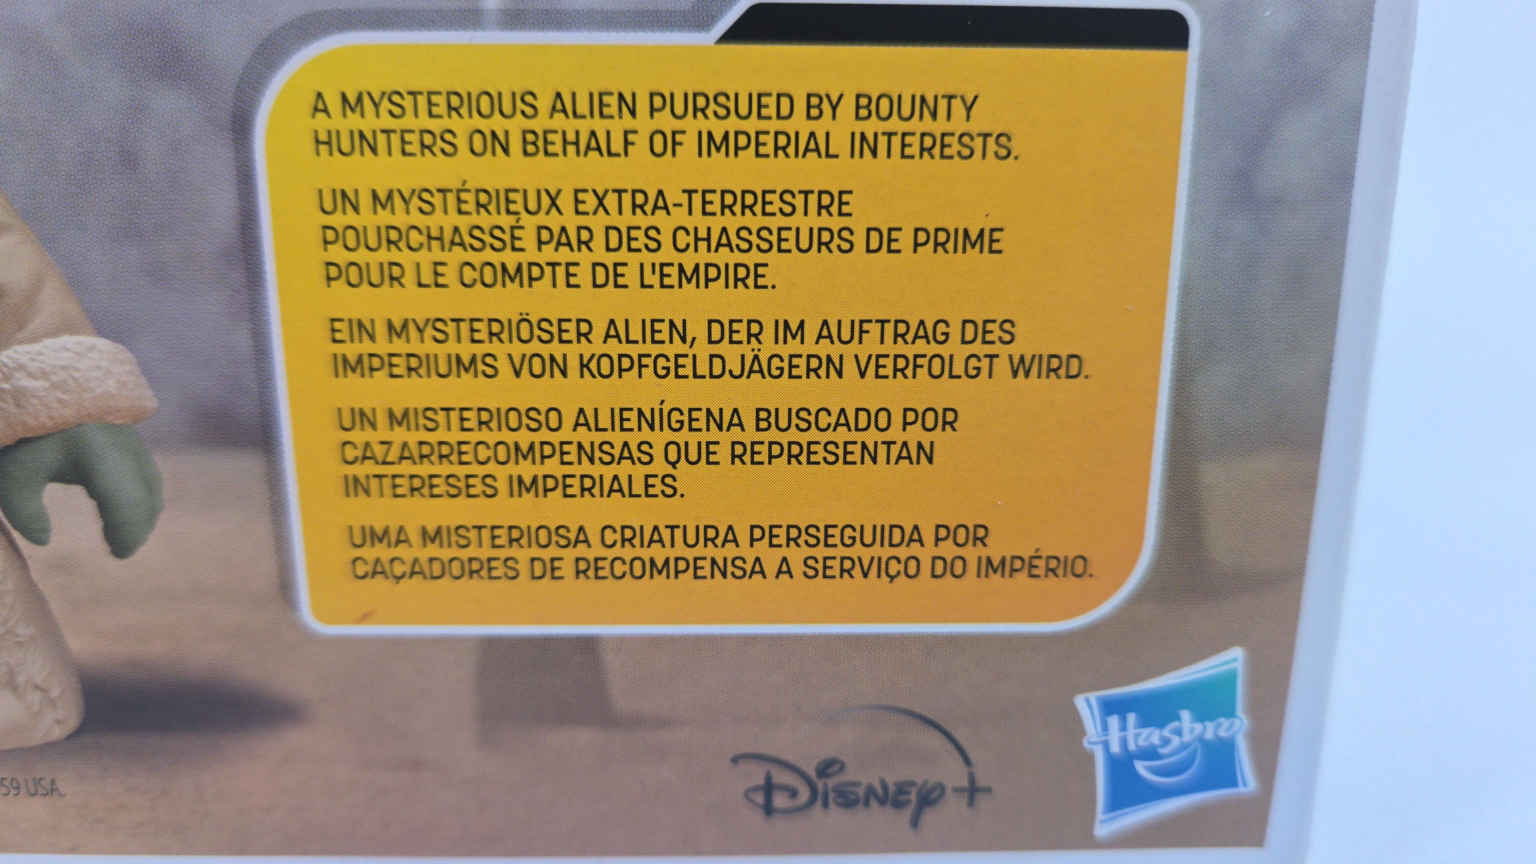 A MYSTERIOUS ALIEN PURSUED BY BOUNTY
HUNTERS ON BEHALF OF IMPERIAL INTERESTS.
UN MYSTÉRIEUX EXTRA-TERRESTRE
POURCHASSÉ PAR DES CHASSEURS DE PRIME
POUR LE COMPTE DE L'EMPIRE.
EIN MYSTERIÖSER ALIEN, DER IM AUFTRAG DES
IMPERIUMS VON KOPFGELDJÄGERN VERFOLGT WIRD.
UN MISTERIOSO ALIENÍGENA BUSCADO POR
CAZARRECOMPENSAS QUE REPRESENTAN
INTERESES IMPERIALES.
UMA MISTERIOSA CRIATURA PERSEGUIDA POR
CAÇADORES DE RECOMPENSA A SERVIÇO DO IMPÉRIO.
Hasbro
Disney+
59 USA.